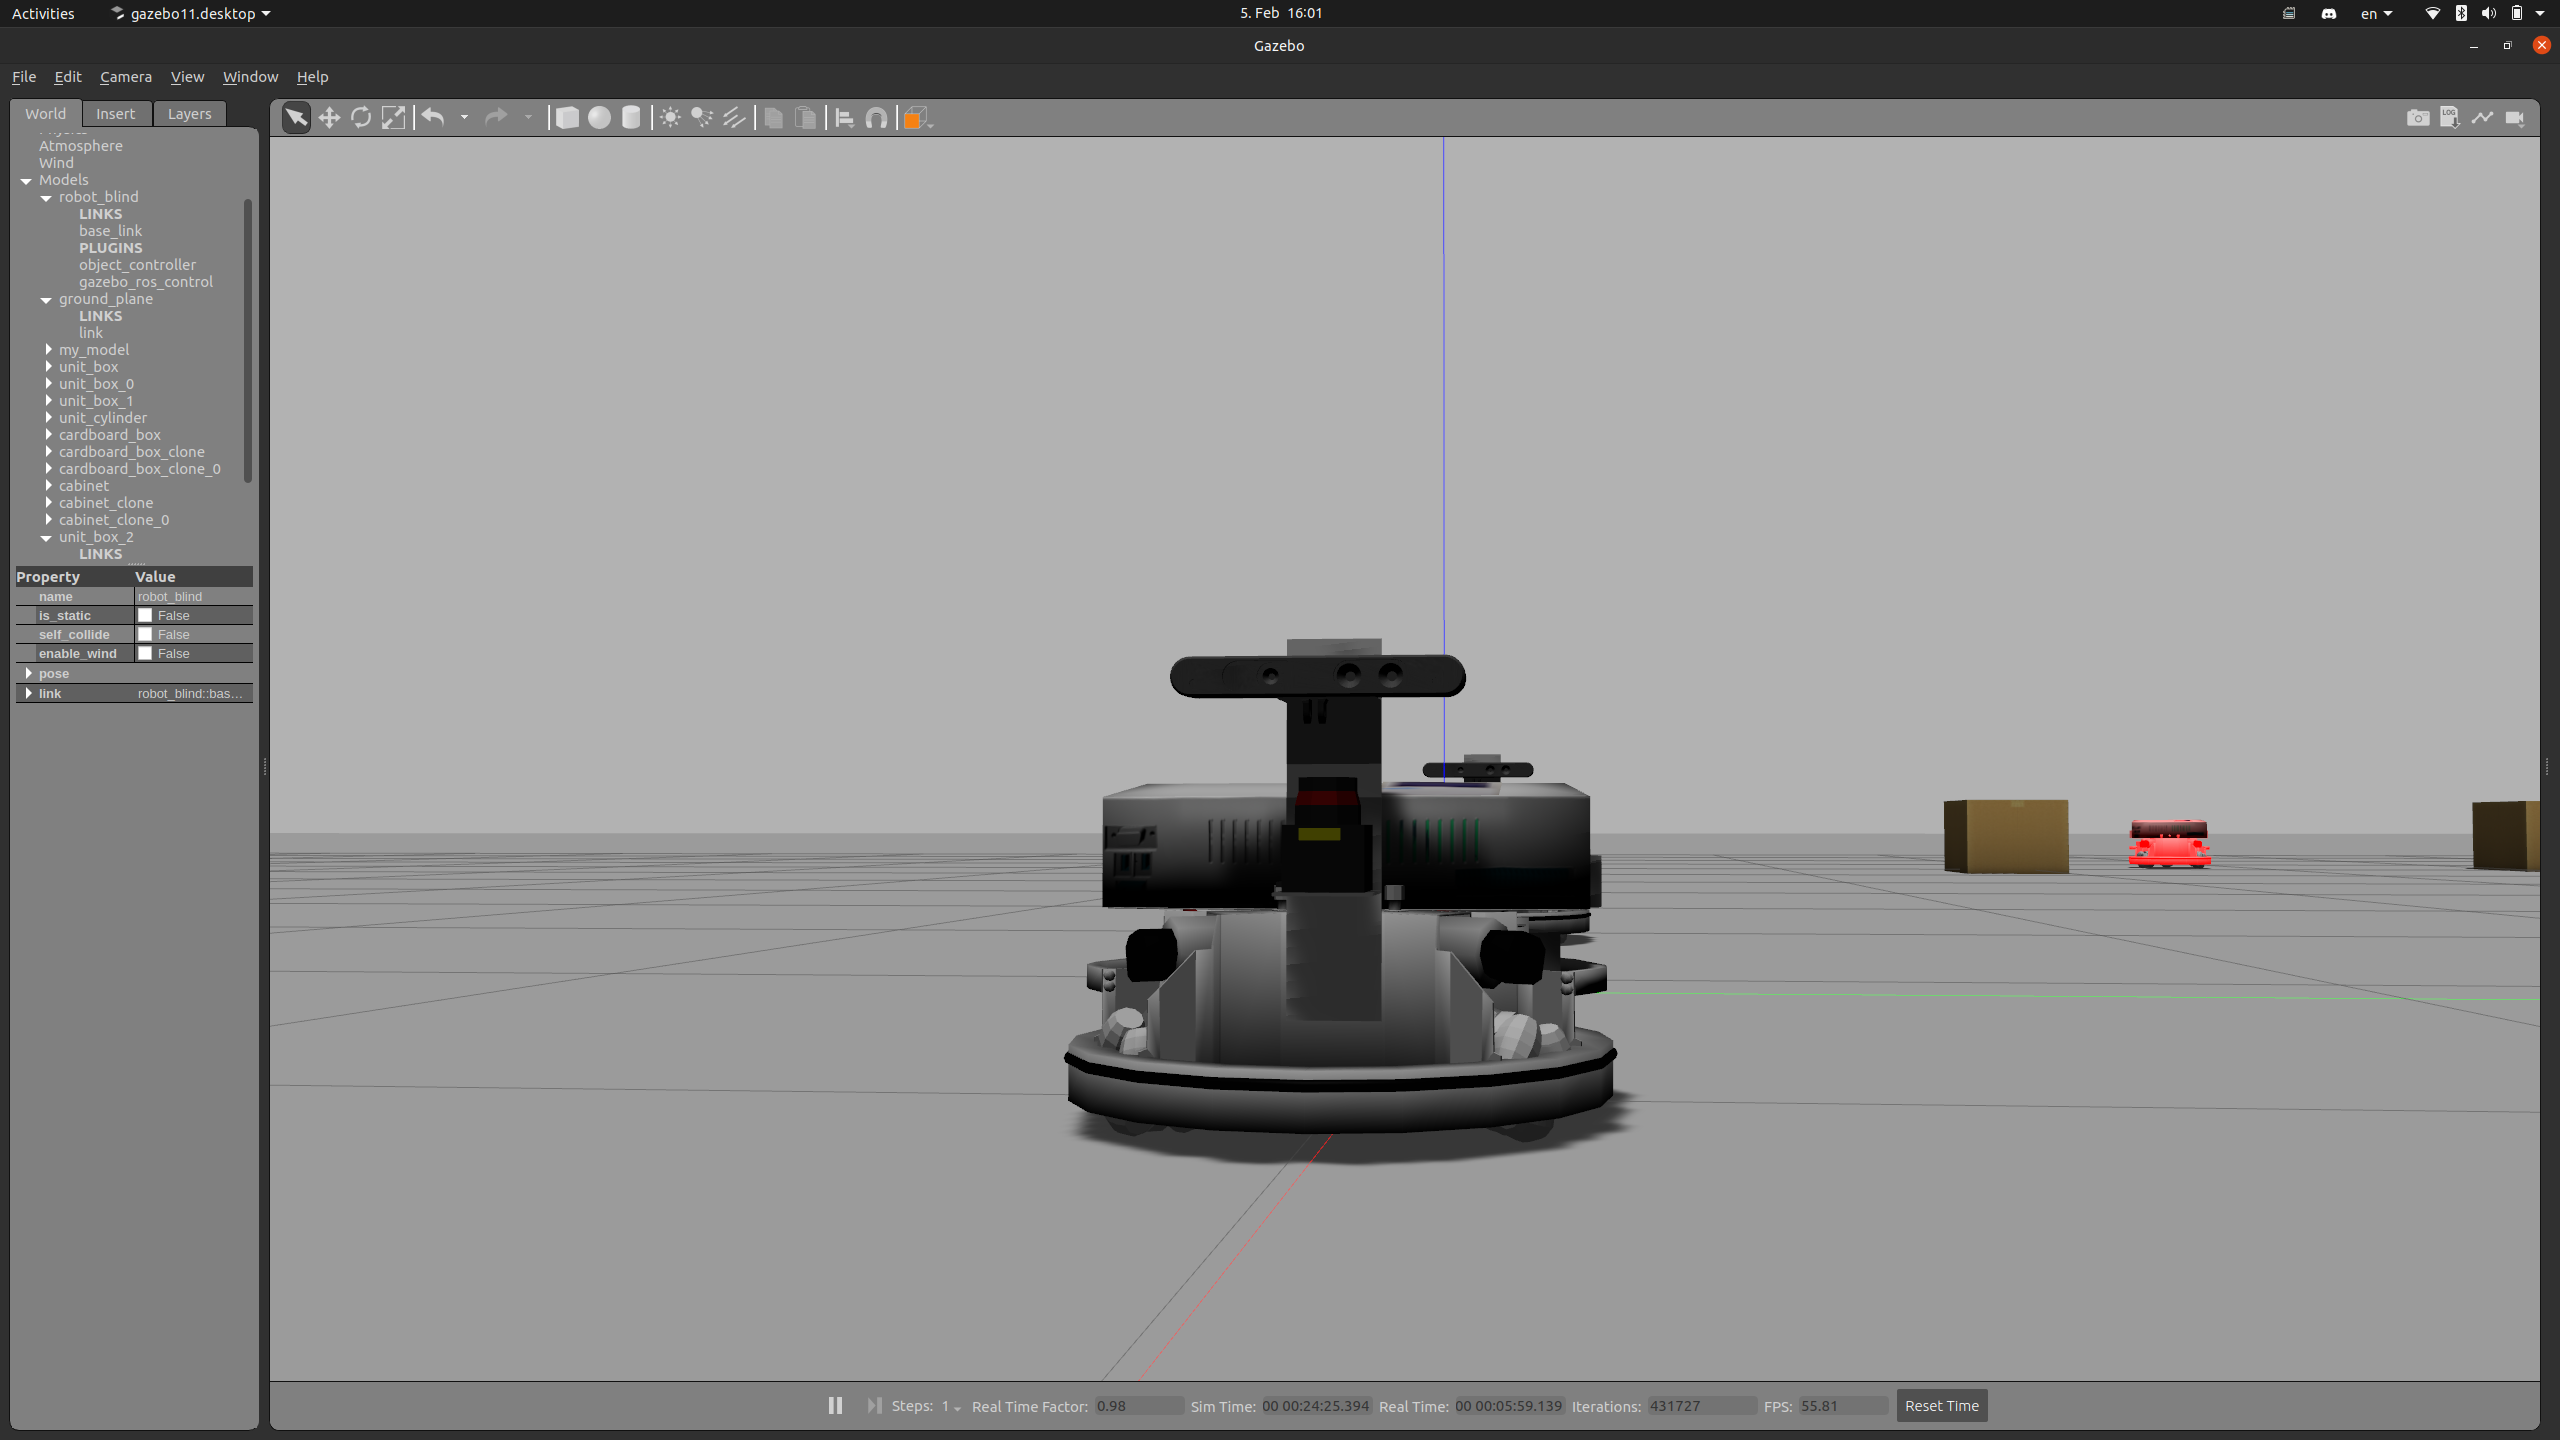 Activities gazebo11.desktop 5. Feb 16:01 en
Gazebo
File Edit Camera View Window Help
World Insert Layers
Physics
Atmosphere
Wind
Models
robot_blind
LINKS
base_link
PLUGINS
object_controller
gazebo_ros_control
ground_plane
LINKS
link
my_model
unit_box
unit_box_0
unit_box_1
unit_cylinder
cardboard_box
cardboard_box_clone
cardboard_box_clone_0
cabinet
cabinet_clone
cabinet_clone_0
unit_box_2
LINKS
Property Value
name robot_blind
is_static False
self_collide False
enable_wind False
pose
link robot_blind::bas...
LOG
Steps: 1 Real Time Factor: 0.98 Sim Time: 00 00:24:25.394 Real Time: 00 00:05:59.139 Iterations: 431727 FPS: 55.81 Reset Time